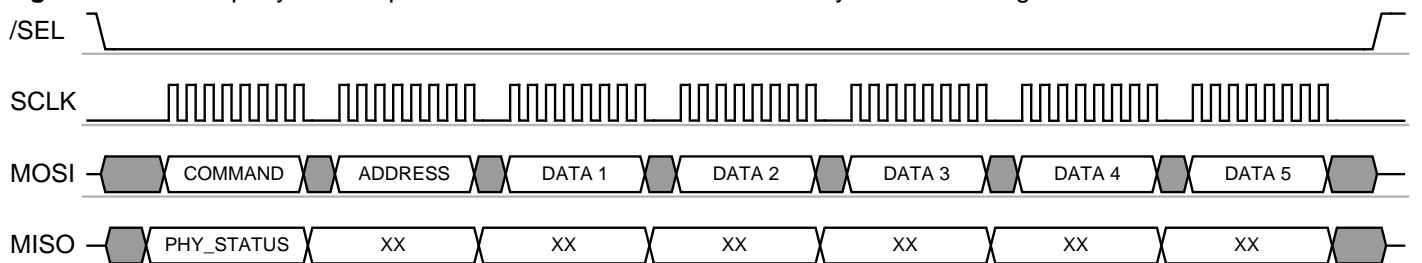 /SEL
SCLK
MOSI COMMAND ADDRESS DATA 1 DATA 2 DATA 3 DATA 4 DATA 5
MISO PHY_STATUS XX XX XX XX XX XX